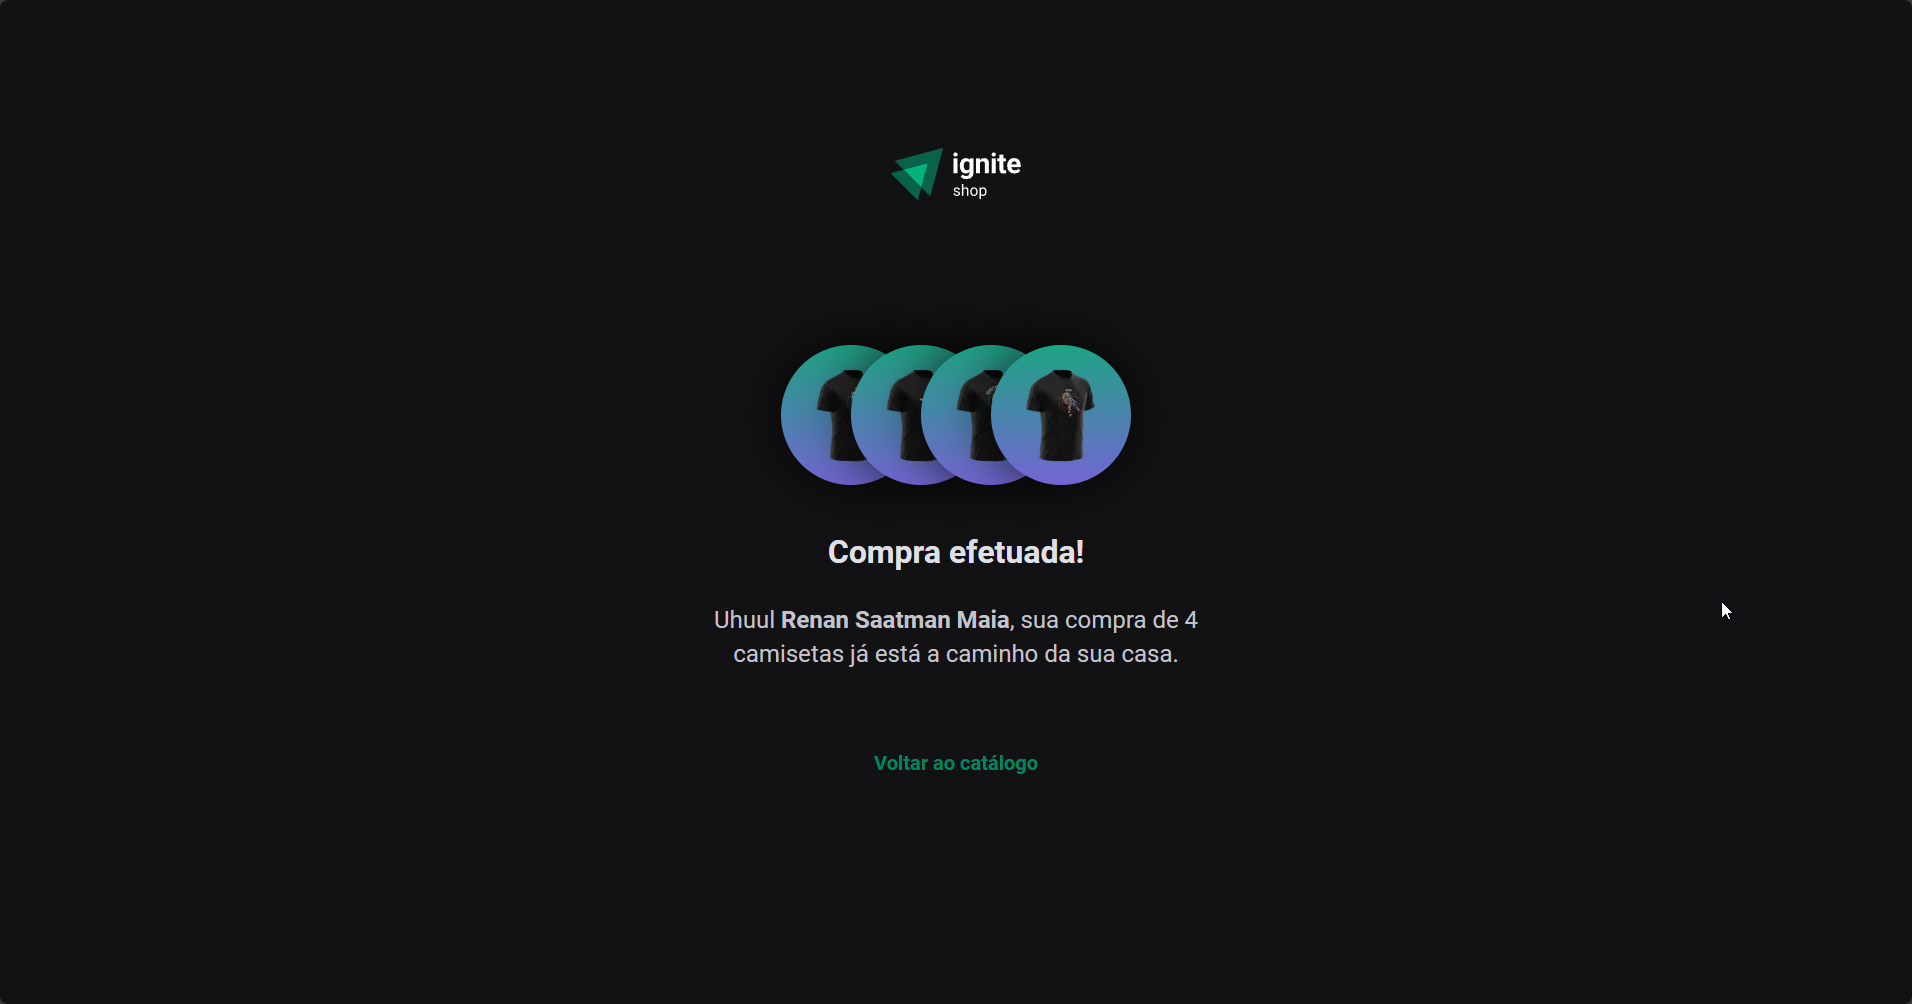 ignite
shop
Compra efetuada!
Uhuul Renan Saatman Maia, sua compra de 4
camisetas já está a caminho da sua casa.
Voltar ao catálogo